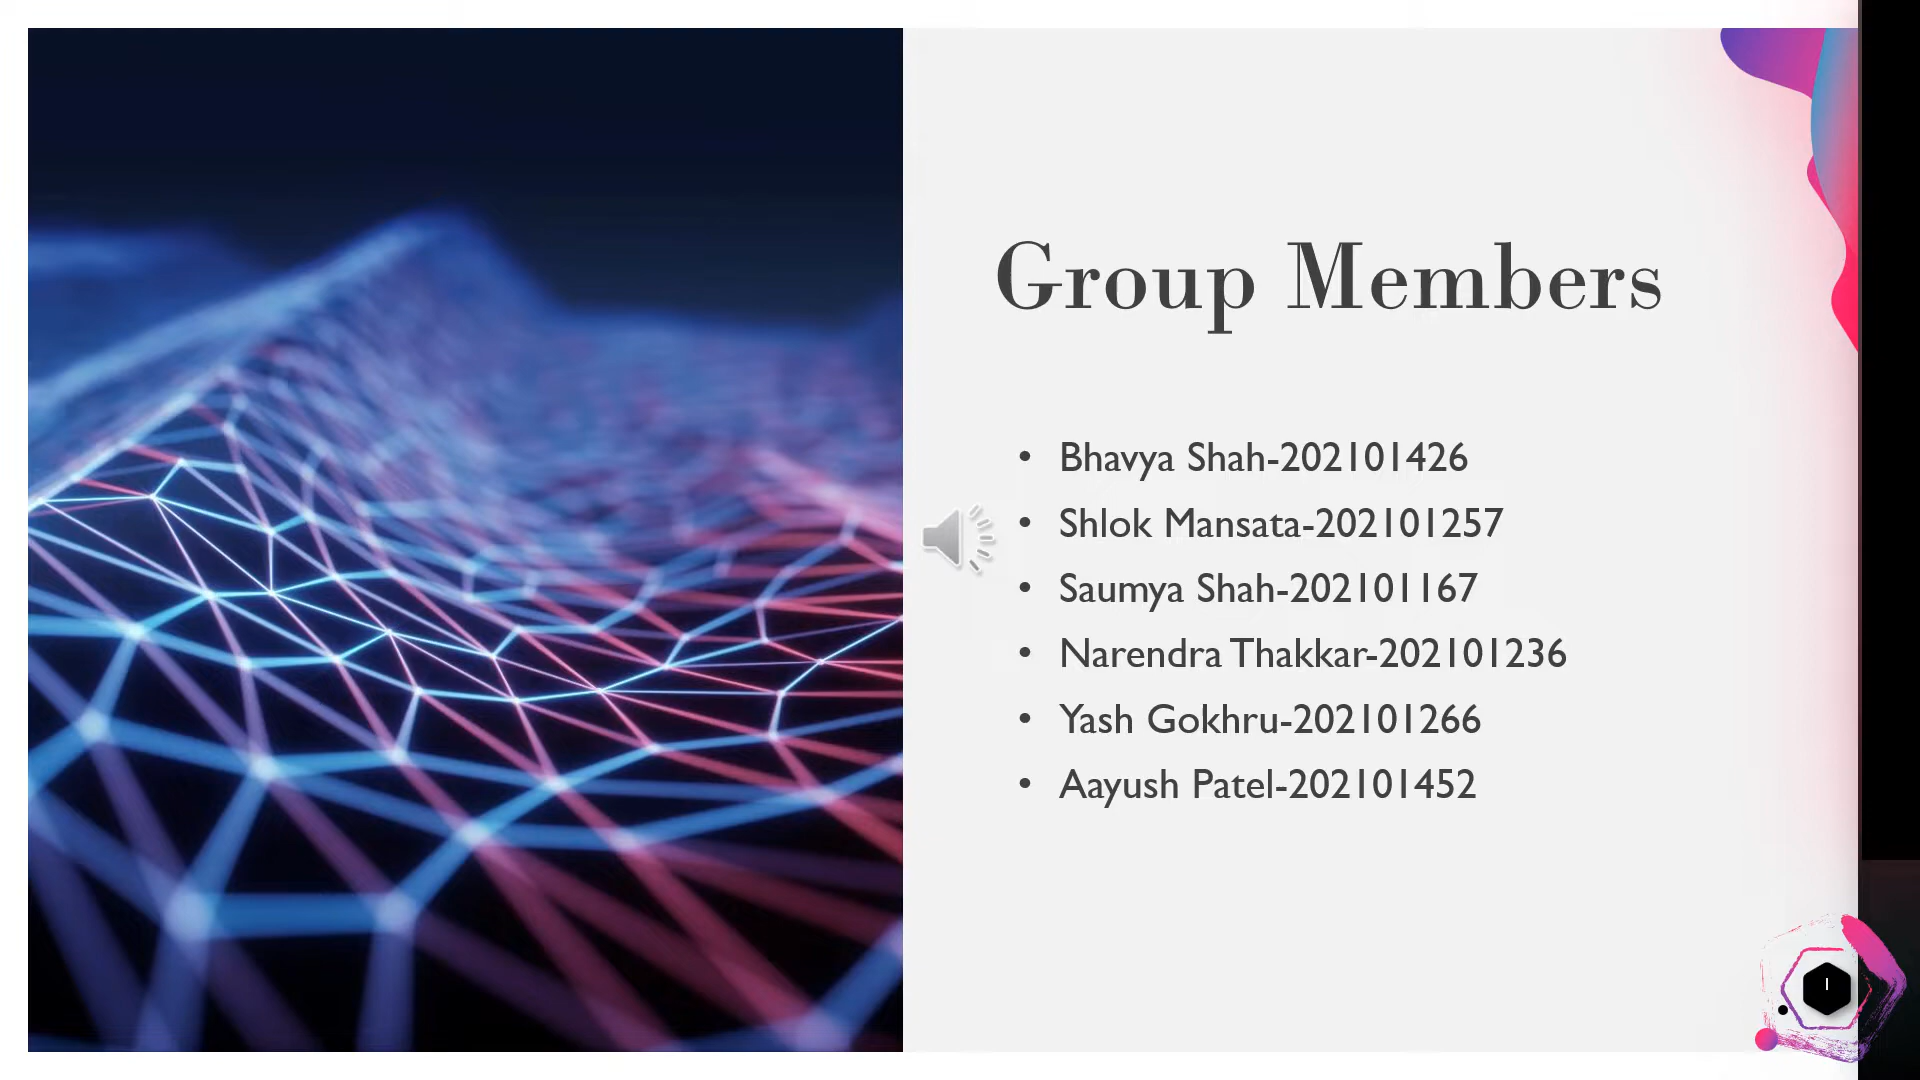 Group Members
• Bhavya Shah-202101426
• Shlok Mansata-202101257
• Saumya Shah-202101167
• Narendra Thakkar-202101236
• Yash Gokhru-202101266
• Aayush Patel-202101452
1